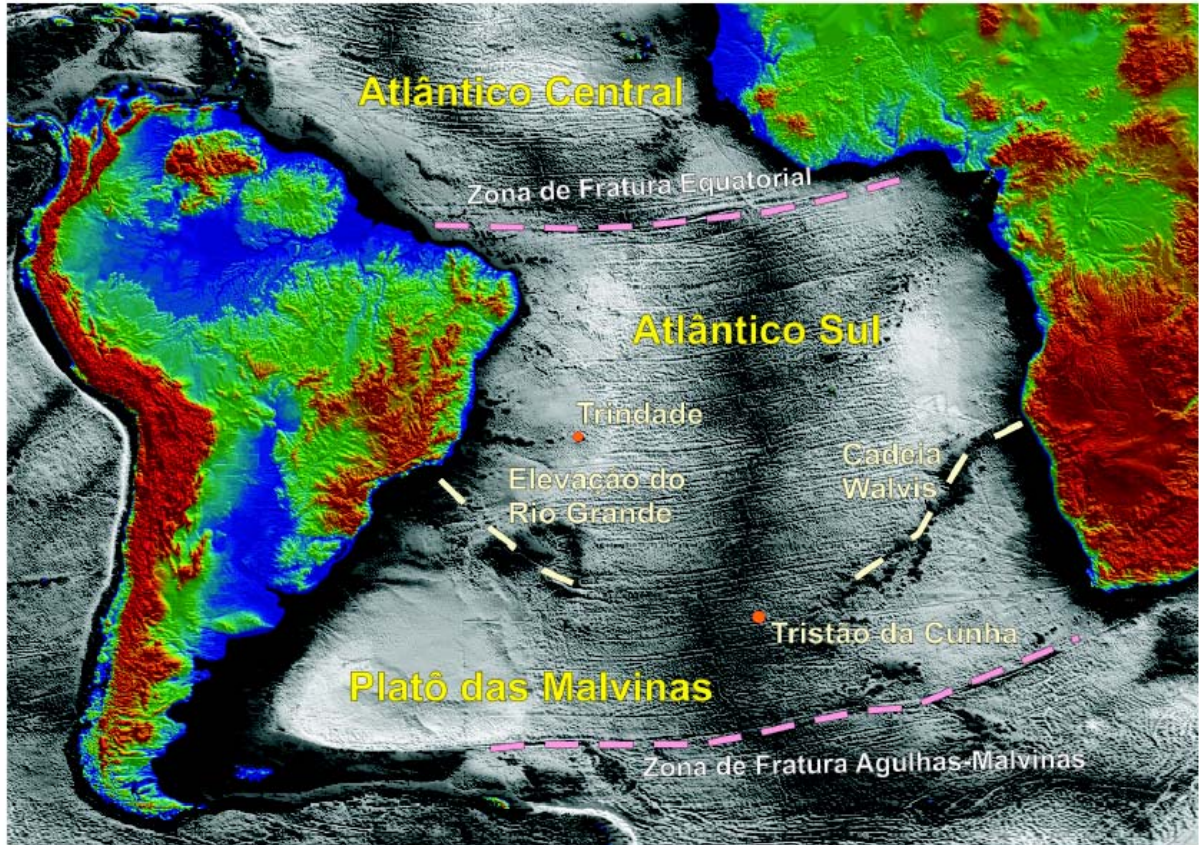 Atlântico Central
Zona de Fratura Equatorial
Atlântico Sul
Trindade
Elevação do
Rio Grande
Cadeia
Walvis
Tristão da Cunha
Platô das Malvinas
Zona de Fratura Agulhas-Malvinas